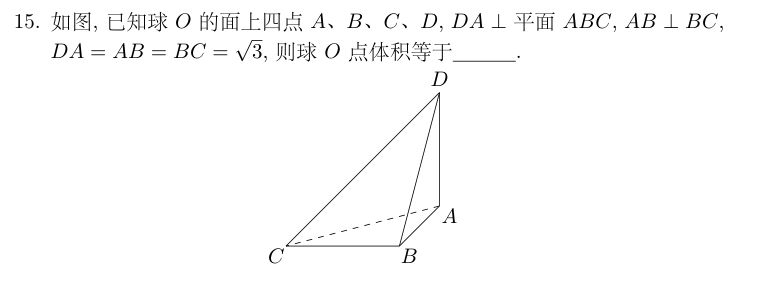 15. 如图, 已知球 O 的面上四点 A、B、C、D, DA ⊥ 平面 ABC, AB ⊥ BC,
DA = AB = BC = √3, 则球 O 点体积等于______.
D
A
C
B